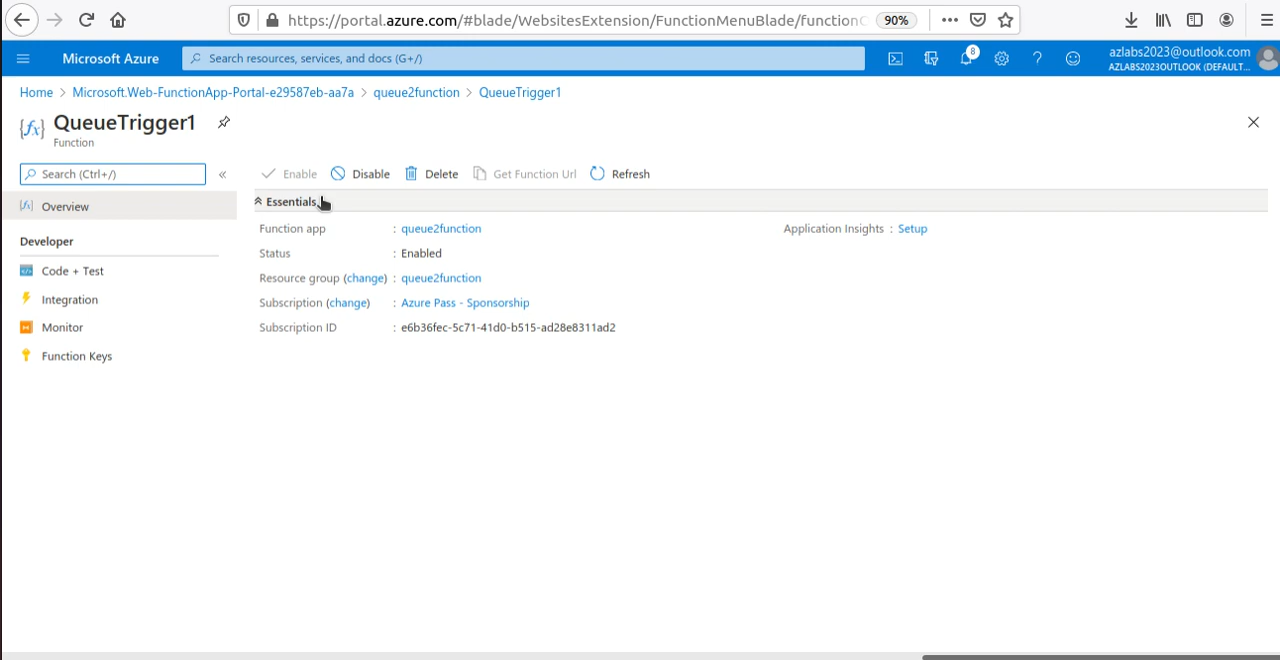 https://portal.azure.com/#blade/WebsitesExtension/FunctionMenuBlade/functionC 90%
Microsoft Azure Search resources, services, and docs (G+/) 8 azlabs2023@outlook.com
AZLABS2023OUTLOOK (DEFAULT...
Home > Microsoft.Web-FunctionApp-Portal-e29587eb-aa7a > queue2function > QueueTrigger1
{fx} QueueTrigger1
Function
Search (Ctrl+/) « Enable Disable Delete Get Function Url Refresh
Overview Essentials
Function app : queue2function Application Insights : Setup
Developer Status : Enabled
Code + Test Resource group (change) : queue2function
Integration Subscription (change) : Azure Pass - Sponsorship
Monitor Subscription ID : e6b36fec-5c71-41d0-b515-ad28e8311ad2
Function Keys